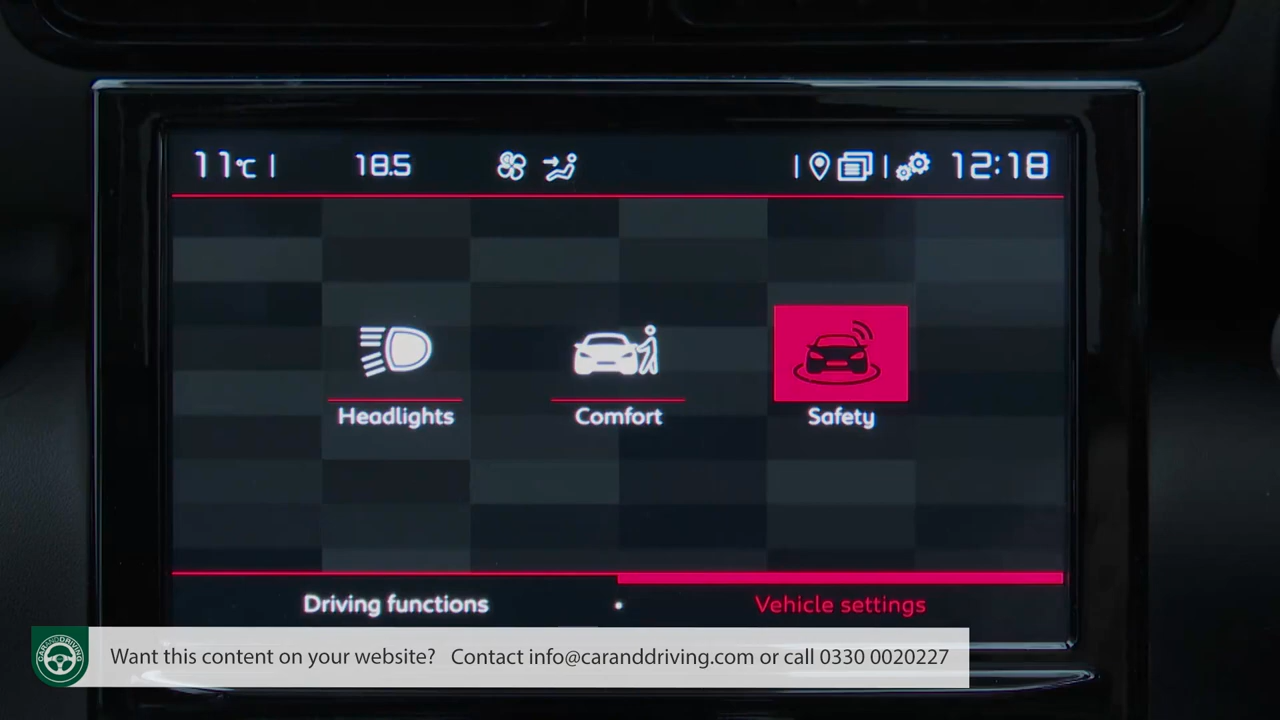 11°C 18.5 12:18
Headlights Comfort Safety
Driving functions Vehicle settings
CARANDDRIVING
Want this content on your website? Contact info@caranddriving.com or call 0330 0020227